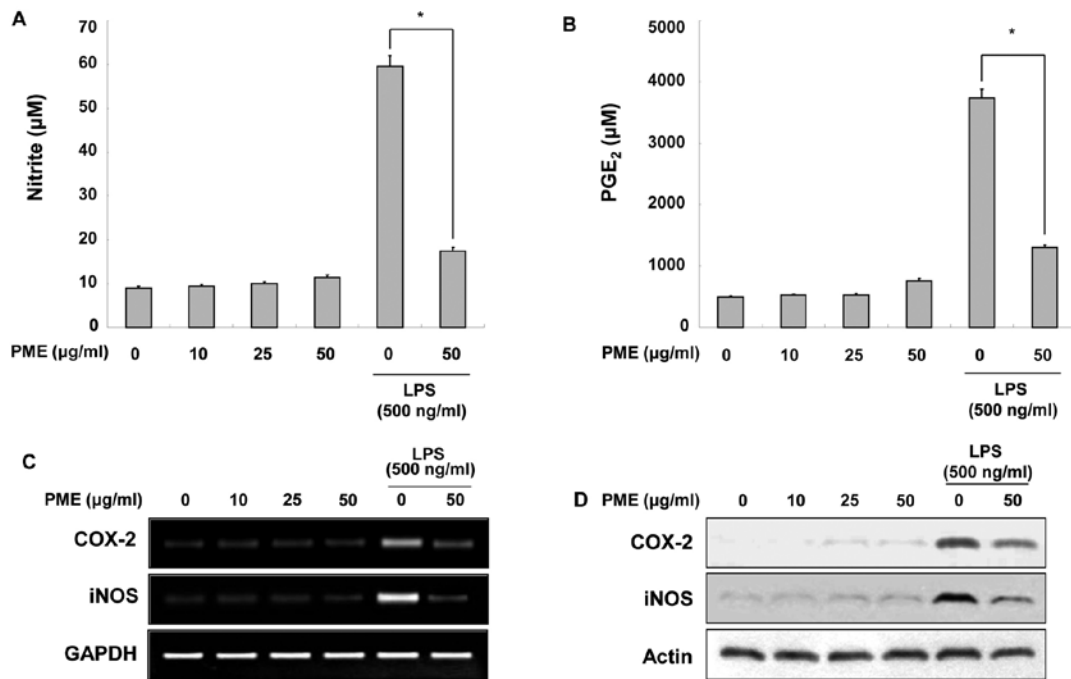 A
Nitrite (µM)
70
60
50
40
30
20
10
0
*
PME (µg/ml) 0 10 25 50 0 50
LPS
(500 ng/ml)
B
PGE2 (µM)
5000
4000
3000
2000
1000
0
*
PME (µg/ml) 0 10 25 50 0 50
LPS
(500 ng/ml)
C
LPS
(500 ng/ml)
PME (µg/ml) 0 10 25 50 0 50
COX-2
iNOS
GAPDH
D
LPS
(500 ng/ml)
PME (µg/ml) 0 10 25 50 0 50
COX-2
iNOS
Actin